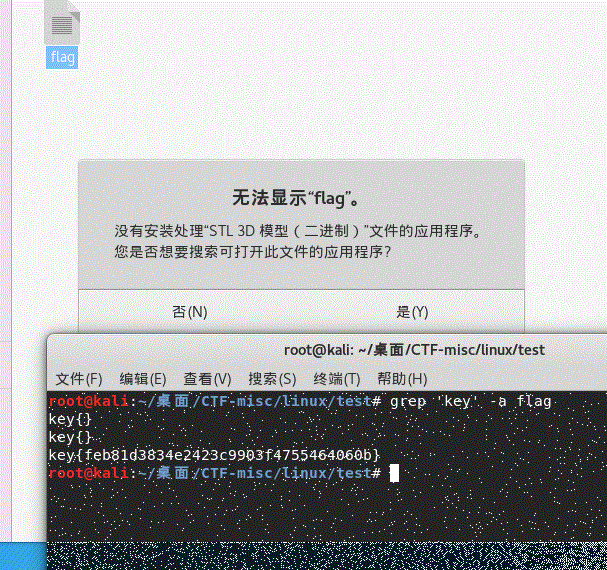 flag
无法显示“flag”。
没有安装处理“STL 3D 模型（二进制）”文件的应用程序。
您是否想要搜索可打开此文件的应用程序？
否(N) 是(Y)
root@kali: ~/桌面/CTF-misc/linux/test
文件(F) 编辑(E) 查看(V) 搜索(S) 终端(T) 帮助(H)
root@kali:~/桌面/CTF-misc/linux/test# grep 'key' -a flag
key{}
key{}
key{feb81d3834e2423c9903f4755464060b}
root@kali:~/桌面/CTF-misc/linux/test#